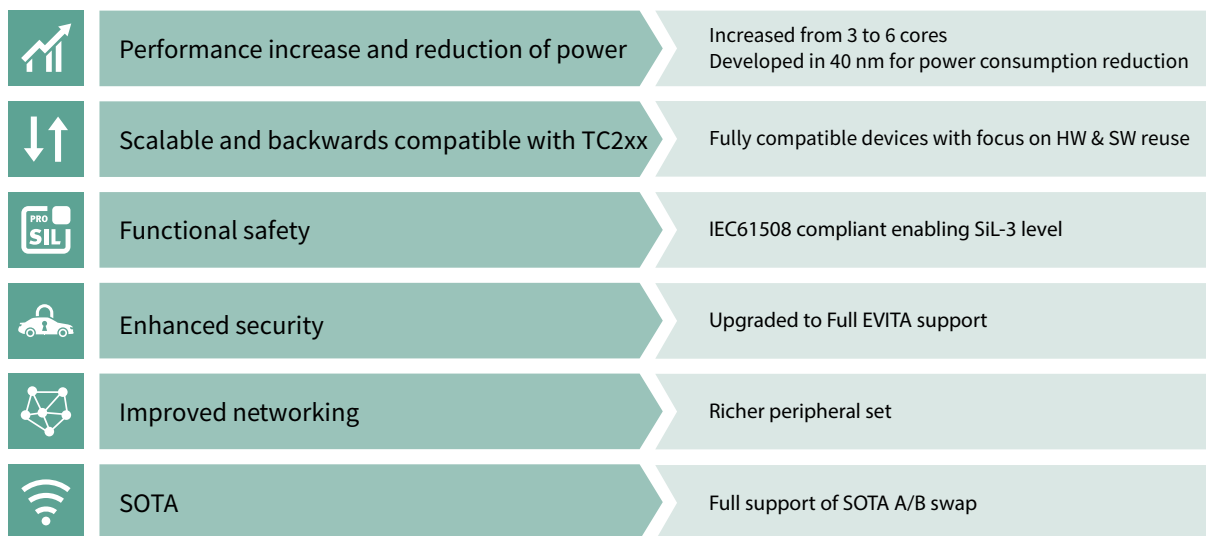 Performance increase and reduction of power
Increased from 3 to 6 cores
Developed in 40 nm for power consumption reduction
Scalable and backwards compatible with TC2xx
Fully compatible devices with focus on HW & SW reuse
PRO
SIL
Functional safety
IEC61508 compliant enabling SiL-3 level
Enhanced security
Upgraded to Full EVITA support
Improved networking
Richer peripheral set
SOTA
Full support of SOTA A/B swap